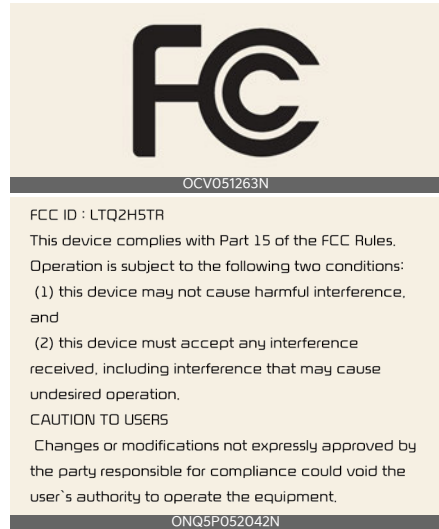 FCC
OCV051263N
FCC ID : LTQ2H5TR
This device complies with Part 15 of the FCC Rules.
Operation is subject to the following two conditions:
(1) this device may not cause harmful interference,
and
(2) this device must accept any interference
received, including interference that may cause
undesired operation.
CAUTION TO USERS
Changes or modifications not expressly approved by
the party responsible for compliance could void the
user`s authority to operate the equipment.
ONQ5P052042N